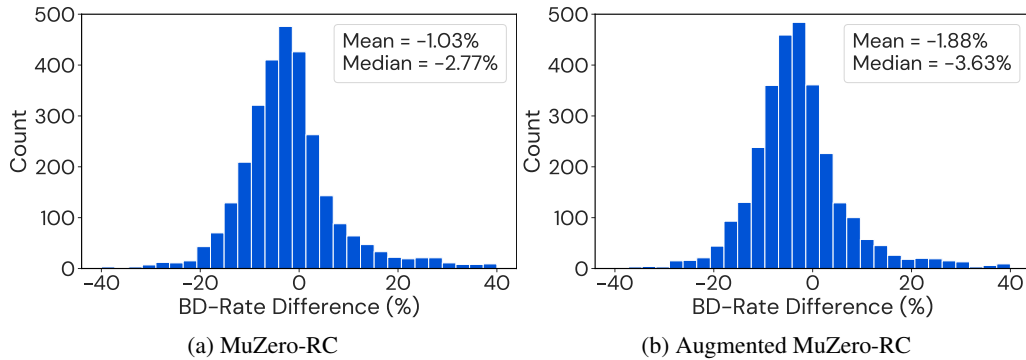 500
400
300
200
100
0
Count
Mean = −1.03%
Median = −2.77%
−40
−20
0
20
40
BD-Rate Difference (%)
(a) MuZero-RC
500
400
300
200
100
0
Count
Mean = −1.88%
Median = −3.63%
−40
−20
0
20
40
BD-Rate Difference (%)
(b) Augmented MuZero-RC